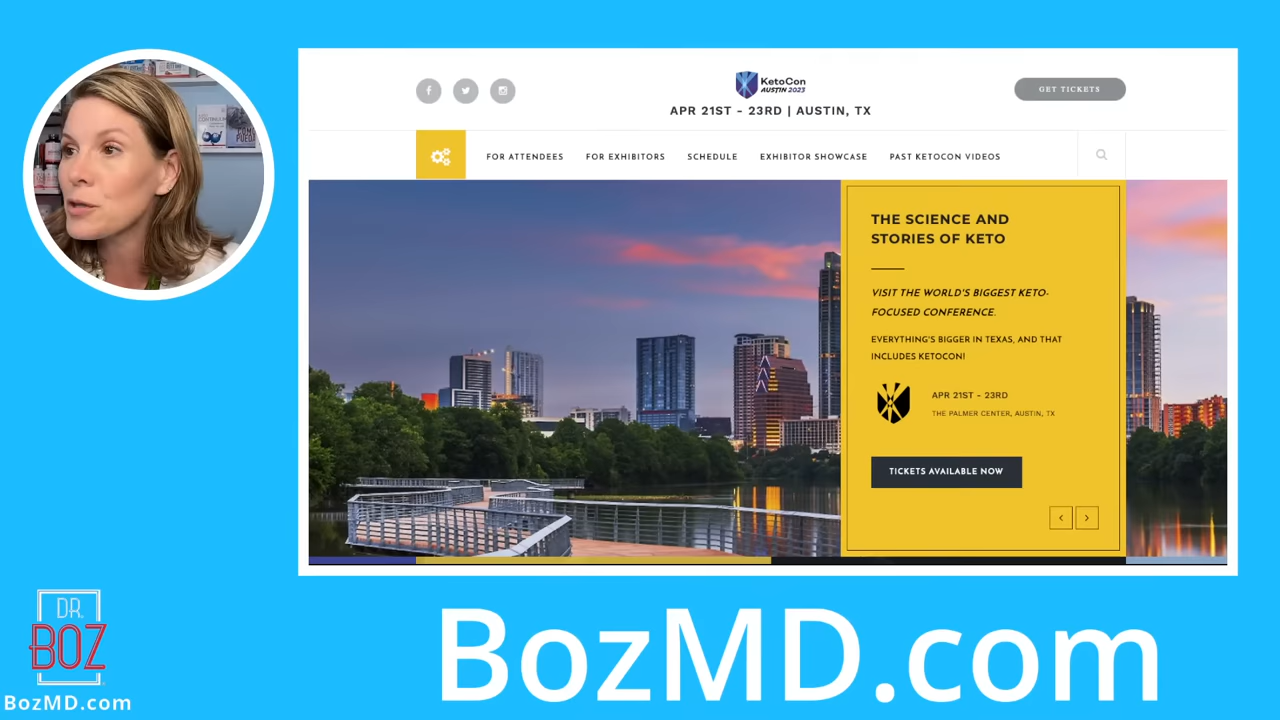 KetoCon
AUSTIN 2023
APR 21ST - 23RD | AUSTIN, TX
GET TICKETS
FOR ATTENDEES
FOR EXHIBITORS
SCHEDULE
EXHIBITOR SHOWCASE
PAST KETOCON VIDEOS
THE SCIENCE AND
STORIES OF KETO
VISIT THE WORLD'S BIGGEST KETO-
FOCUSED CONFERENCE.
EVERYTHING'S BIGGER IN TEXAS, AND THAT
INCLUDES KETOCON!
APR 21ST - 23RD
THE PALMER CENTER, AUSTIN, TX
TICKETS AVAILABLE NOW
DR.
BOZ
BozMD.com
BozMD.com